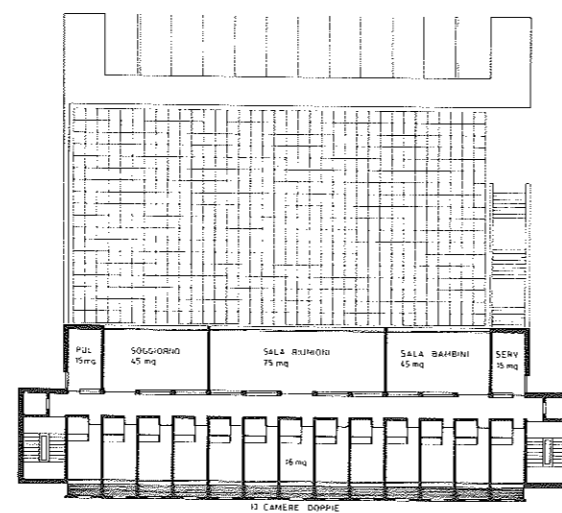 PUL
15 mq
SOGGIORNO
45 mq
SALA RIUNIONI
75 mq
SALA BAMBINI
45 mq
SERV
15 mq
16 mq
13 CAMERE DOPPIE